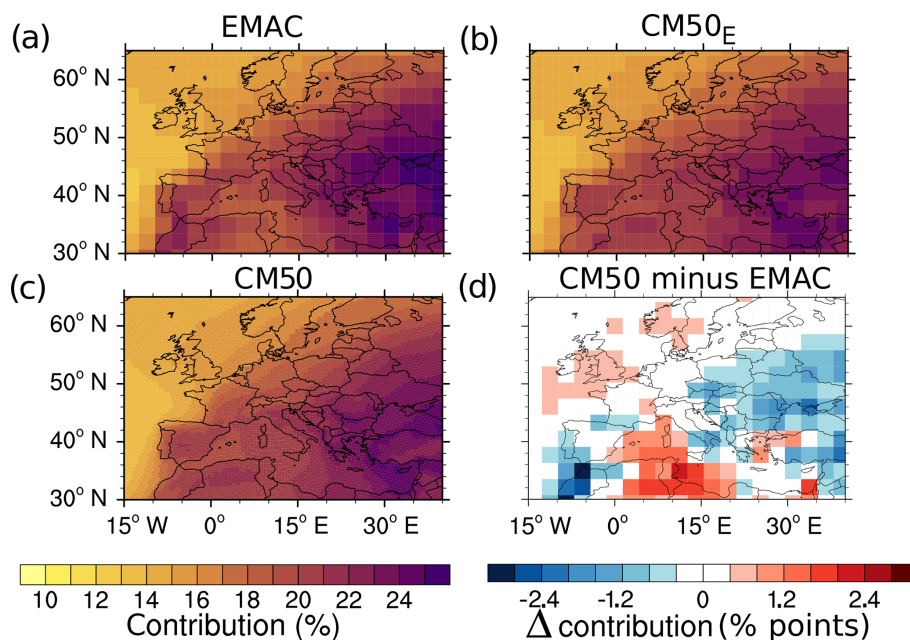 (a) EMAC (b) CM50E
60° N
50° N
40° N
30° N
(c) CM50 (d) CM50 minus EMAC
60° N
50° N
40° N
30° N
15° W 0° 15° E 30° E 15° W 0° 15° E 30° E
10 12 14 16 18 20 22 24 -2.4 -1.2 0 1.2 2.4
Contribution (%) Δ contribution (% points)